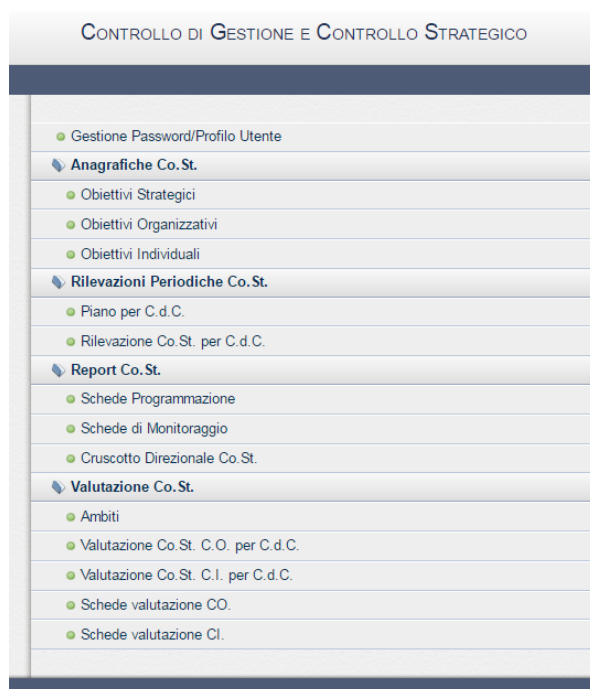 Controllo di Gestione e Controllo Strategico
Gestione Password/Profilo Utente
Anagrafiche Co.St.
Obiettivi Strategici
Obiettivi Organizzativi
Obiettivi Individuali
Rilevazioni Periodiche Co.St.
Piano per C.d.C.
Rilevazione Co.St. per C.d.C.
Report Co.St.
Schede Programmazione
Schede di Monitoraggio
Cruscotto Direzionale Co.St.
Valutazione Co.St.
Ambiti
Valutazione Co.St. C.O. per C.d.C.
Valutazione Co.St. C.I. per C.d.C.
Schede valutazione CO.
Schede valutazione CI.